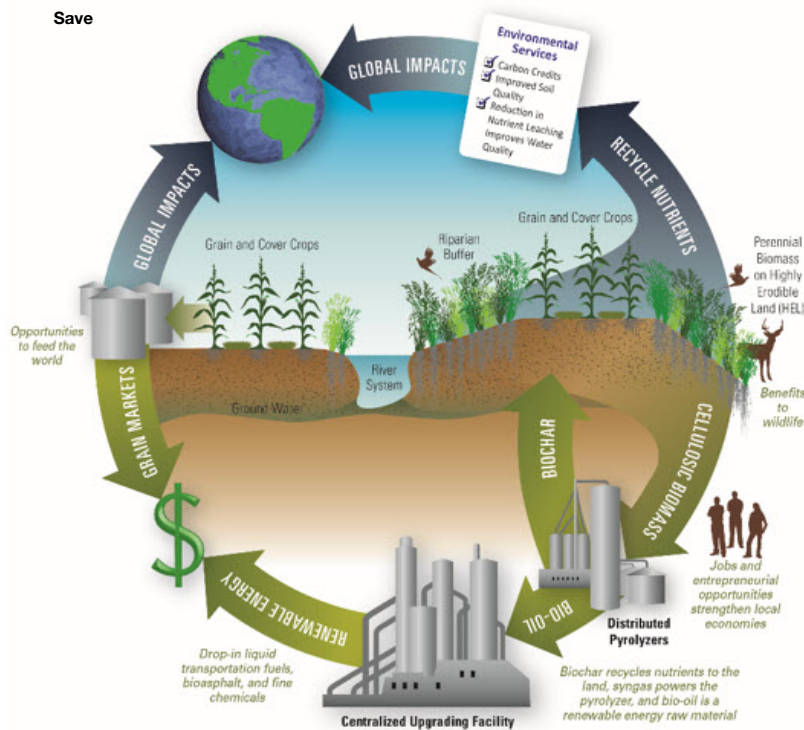 Save
Environmental
Services
Carbon Credits
Improved Soil
Quality
Reduction in
Nutrient Leaching
Improves Water
Quality
GLOBAL IMPACTS
RECYCLE NUTRIENTS
GLOBAL IMPACTS
Grain and Cover Crops
Riparian
Buffer
Grain and Cover Crops
Perennial
Biomass
on Highly
Erodible
Land (HEL)
Opportunities
to feed the
world
River
System
Ground Water
Benefits
to
wildlife
GRAIN MARKETS
BIOCHAR
CELLULOSIC BIOMASS
$
Jobs and
entrepreneurial
opportunities
strengthen local
economies
BIO-OIL
Distributed
Pyrolyzers
RENEWABLE ENERGY
Drop-in liquid
transportation fuels,
bioasphalt, and fine
chemicals
Biochar recycles nutrients to the
land, syngas powers the
pyrolyzer, and bio-oil is a
renewable energy raw material
Centralized Upgrading Facility